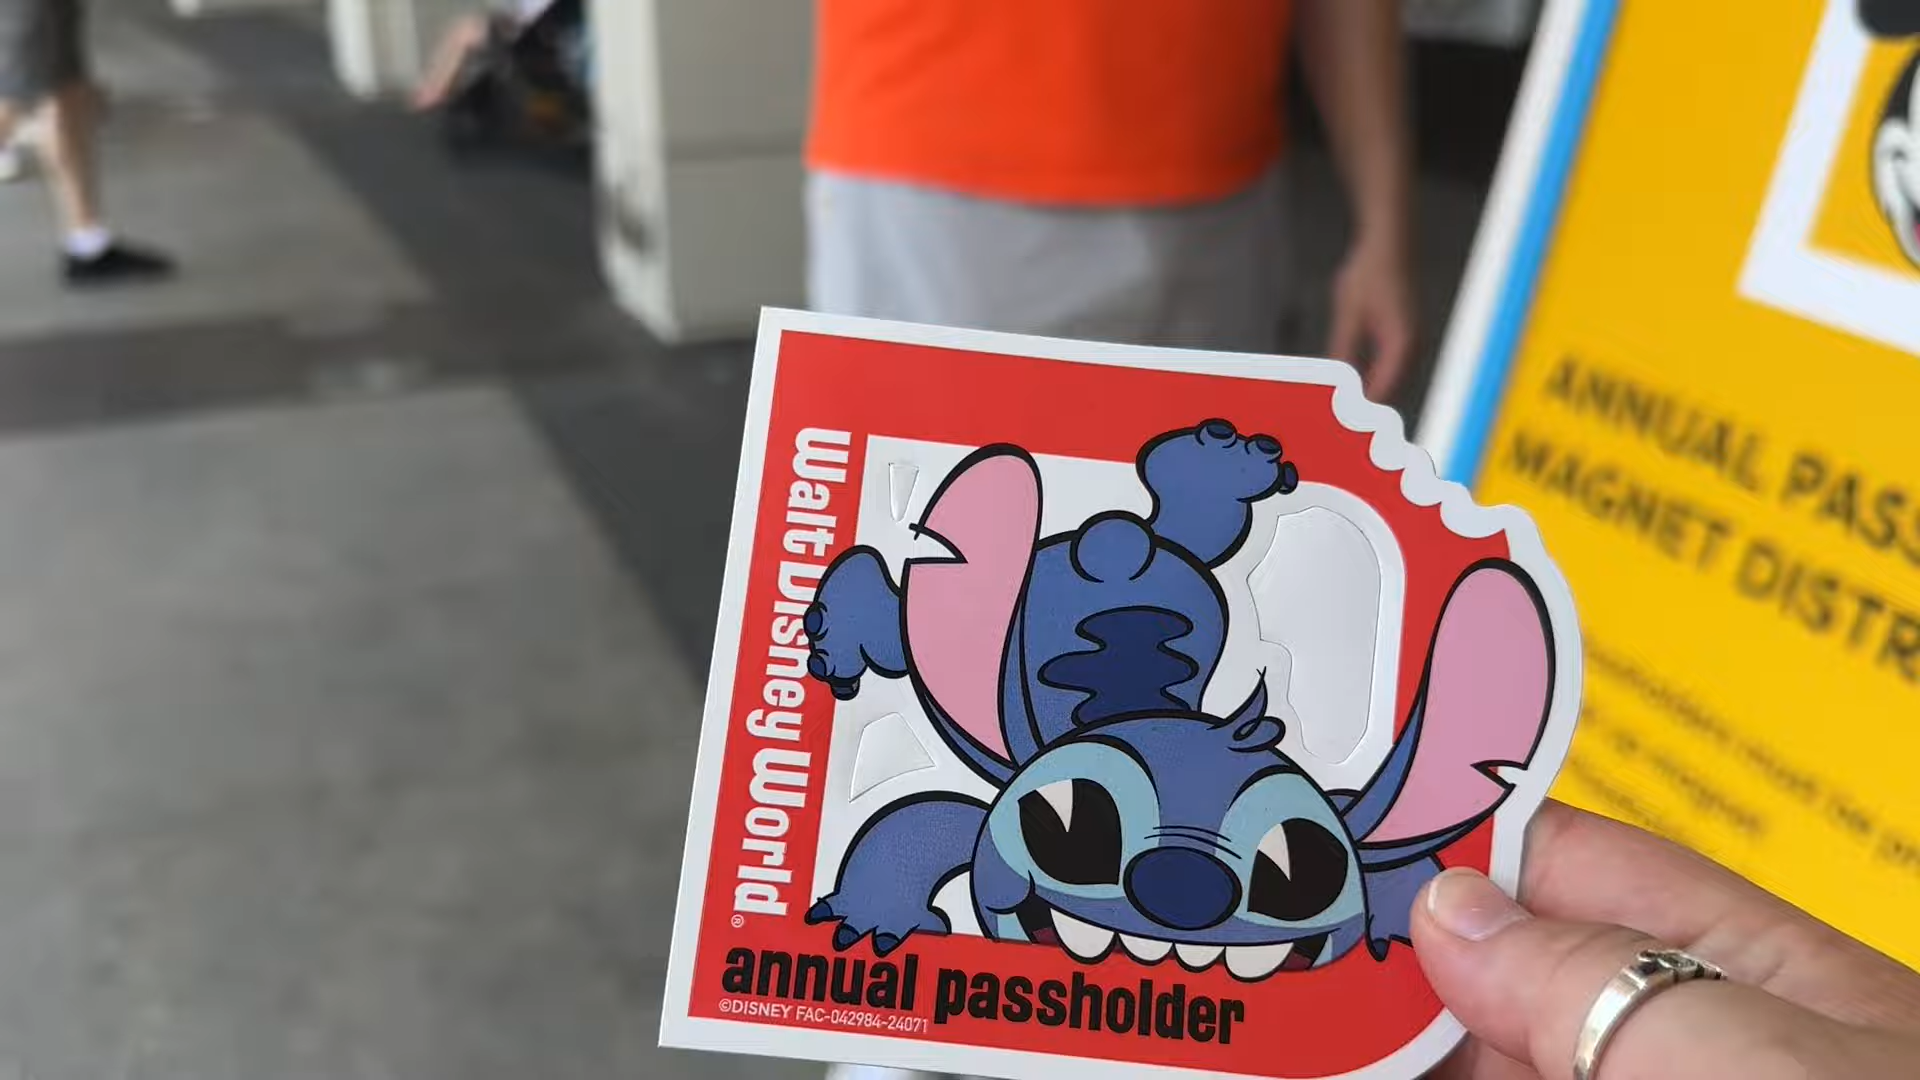 Walt Disney World®
annual passholder
©DISNEY FAC-042984-24071
ANNUAL PASS
MAGNET DISTR